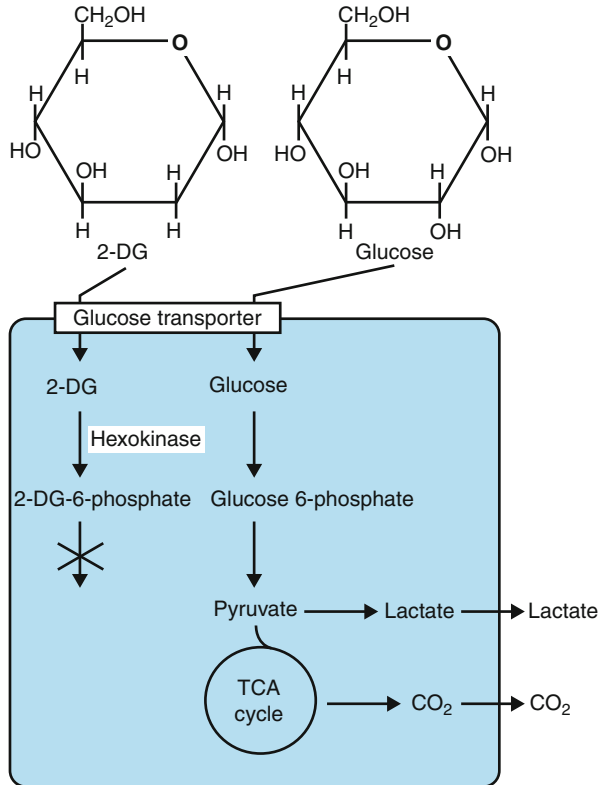 CH₂OH CH₂OH
O O
H H
H H H H
HO OH H OH HO OH H OH
H H H OH
2-DG Glucose
Glucose transporter
2-DG Glucose
Hexokinase
2-DG-6-phosphate Glucose 6-phosphate
Pyruvate Lactate Lactate
TCA
cycle
CO₂ CO₂